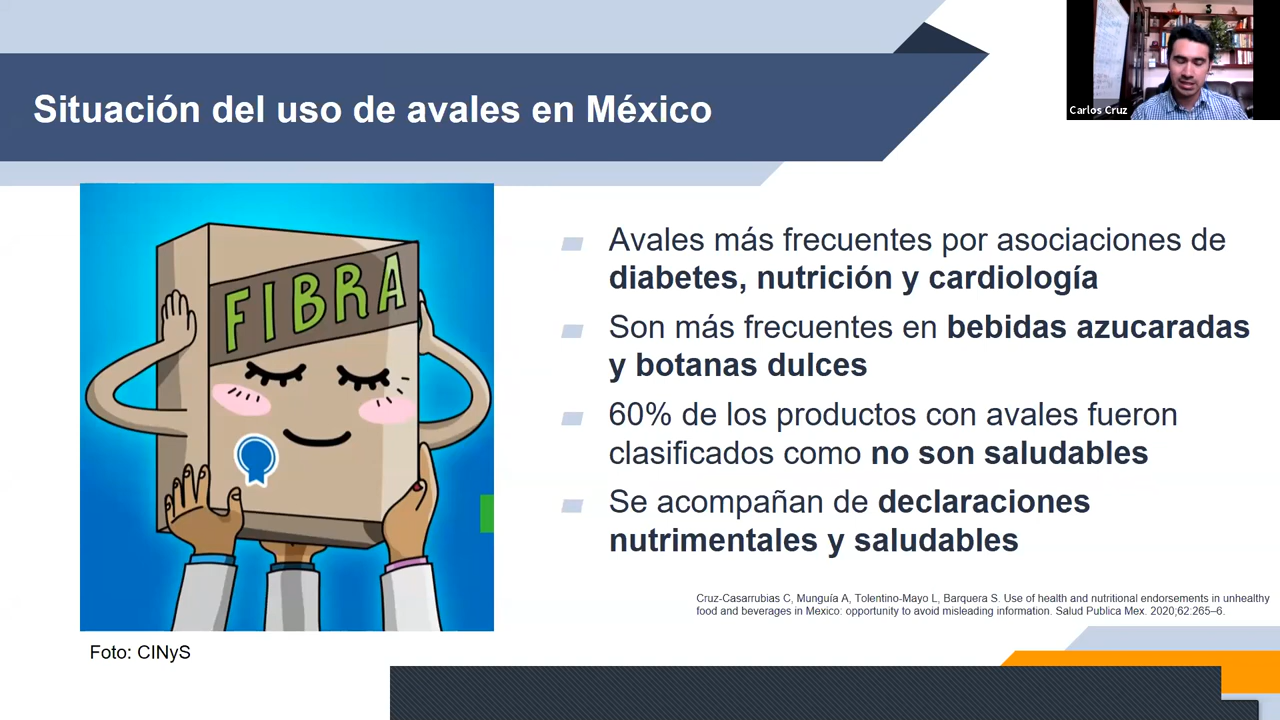 Situación del uso de avales en México
Carlos Cruz
FIBRA
Avales más frecuentes por asociaciones de
diabetes, nutrición y cardiología
Son más frecuentes en bebidas azucaradas
y botanas dulces
60% de los productos con avales fueron
clasificados como no son saludables
Se acompañan de declaraciones
nutrimentales y saludables
Cruz-Casarrubias C, Munguía A, Tolentino-Mayo L, Barquera S. Use of health and nutritional endorsements in unhealthy
food and beverages in Mexico: opportunity to avoid misleading information. Salud Publica Mex. 2020;62:265–6.
Foto: CINyS